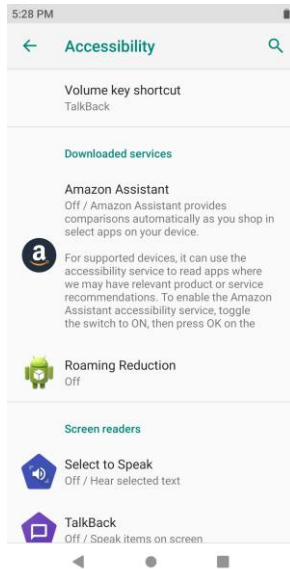 5:28 PM
Accessibility
Volume key shortcut
TalkBack
Downloaded services
Amazon Assistant
Off / Amazon Assistant provides
comparisons automatically as you shop in
select apps on your device.
For supported devices, it can use the
accessibility service to read apps where
we may have relevant product or service
recommendations. To enable the Amazon
Assistant accessibility service, toggle
the switch to ON, then press OK on the
Roaming Reduction
Off
Screen readers
Select to Speak
Off / Hear selected text
TalkBack
Off / Speak items on screen